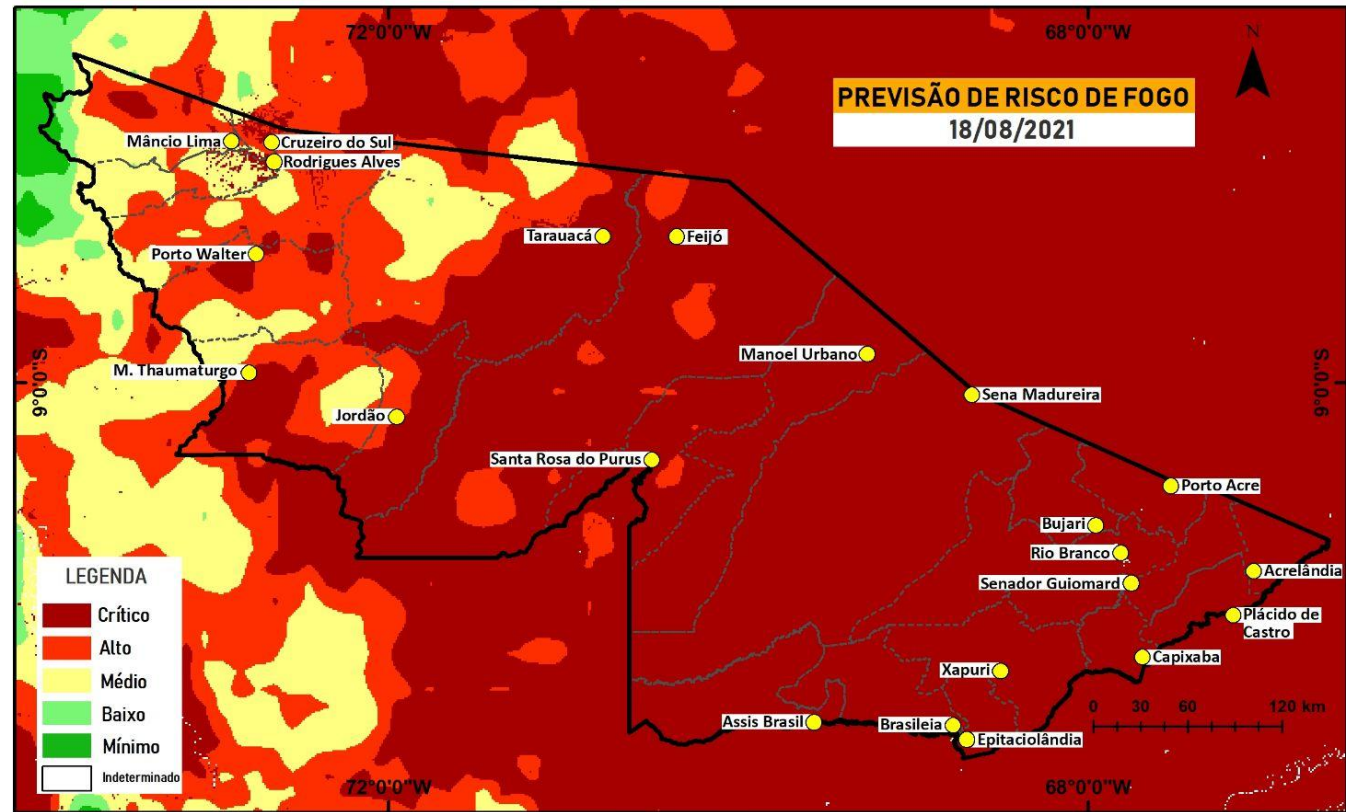 72°0'0"W
68°0'0"W
N
PREVISÃO DE RISCO DE FOGO
18/08/2021
Mâncio Lima
Cruzeiro do Sul
Rodrigues Alves
Tarauacá
Feijó
Porto Walter
Manoel Urbano
M. Thaumaturgo
9°0'0"S
9°0'0"S
Sena Madureira
Jordão
Santa Rosa do Purus
Porto Acre
Bujari
Rio Branco
Acrelândia
Senador Guiomard
Plácido de
Castro
Capixaba
Xapuri
Assis Brasil
Brasileia
Epitaciolândia
0 30 60 120 km
LEGENDA
Crítico
Alto
Médio
Baixo
Mínimo
Indeterminado
72°0'0"W
68°0'0"W